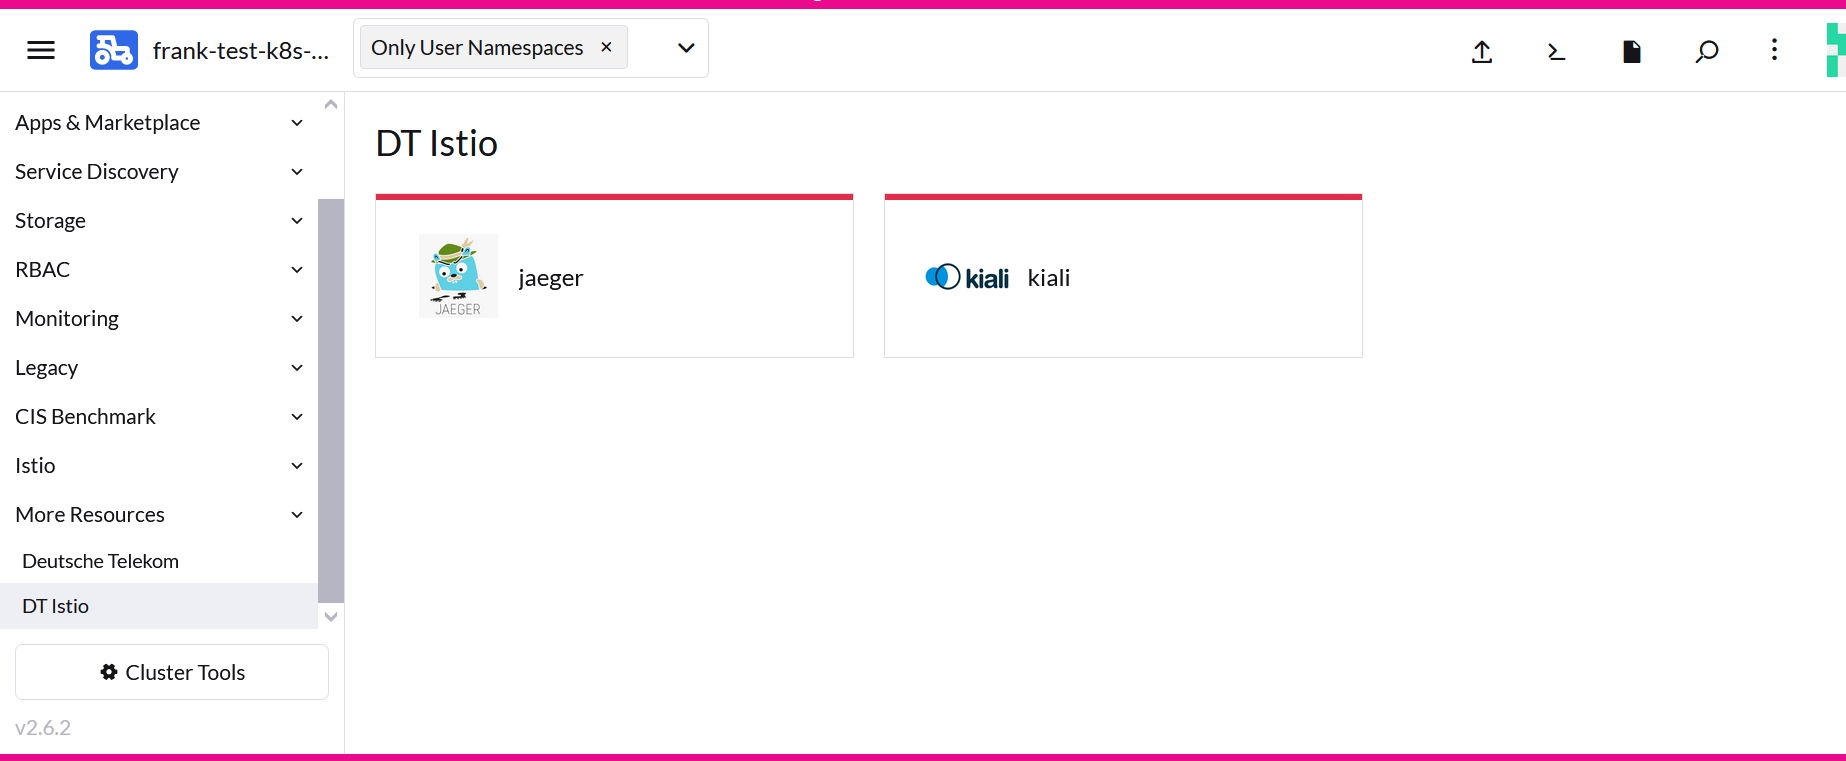 frank-test-k8s-...
Only User Namespaces ×
Apps & Marketplace
Service Discovery
Storage
RBAC
Monitoring
Legacy
CIS Benchmark
Istio
More Resources
Deutsche Telekom
DT Istio
Cluster Tools
v2.6.2
DT Istio
JAEGER
jaeger
kiali
kiali